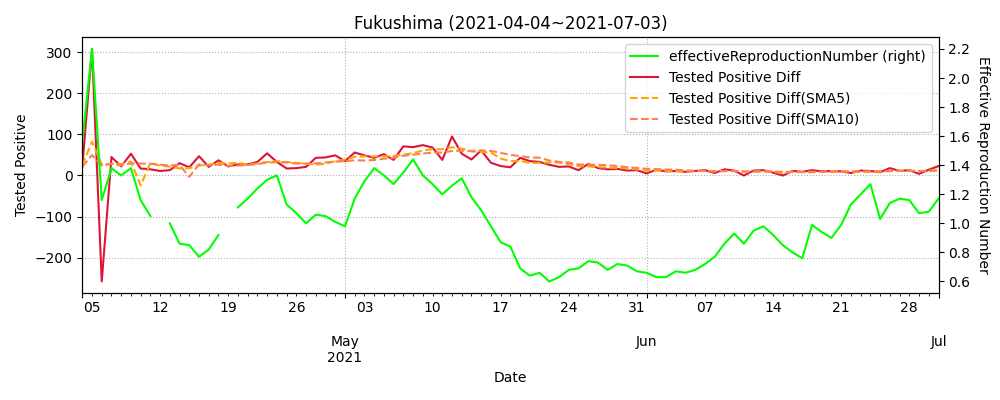 Fukushima (2021-04-04~2021-07-03)
effectiveReproductionNumber (right)
Tested Positive Diff
Tested Positive Diff(SMA5)
Tested Positive Diff(SMA10)
Tested Positive
300
200
100
0
−100
−200
2.2
2.0
1.8
1.6
1.4
1.2
1.0
0.8
0.6
Effective Reproduction Number
05 12 19 26 03 10 17 24 31 07 14 21 28
May Jun Jul
2021
Date